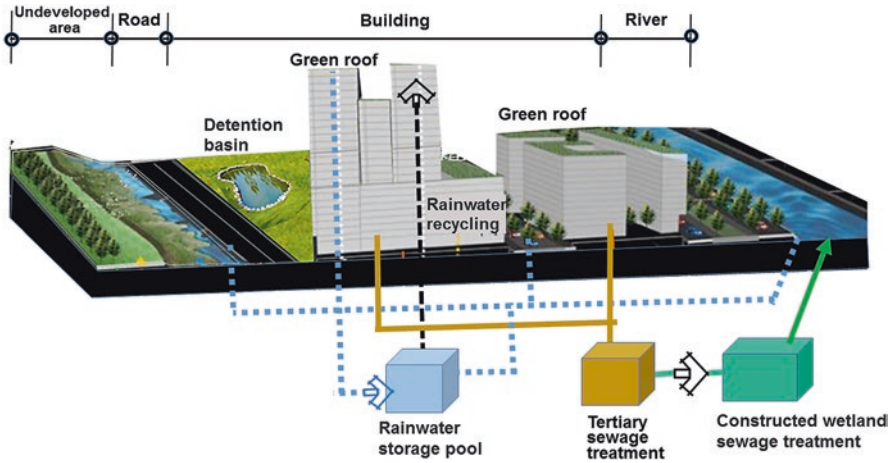 Undeveloped
area
Road
Building
River
Green roof
Green roof
Detention
basin
Rainwater
recycling
Rainwater
storage pool
Tertiary
sewage
treatment
Constructed wetland
sewage treatment